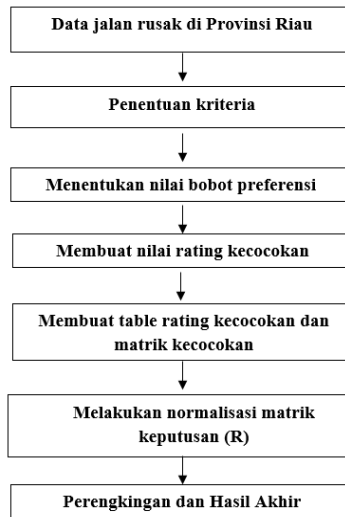 Data jalan rusak di Provinsi Riau
Penentuan kriteria
Menentukan nilai bobot preferensi
Membuat nilai rating kecocokan
Membuat table rating kecocokan dan
matrik kecocokan
Melakukan normalisasi matrik
keputusan (R)
Perengkingan dan Hasil Akhir